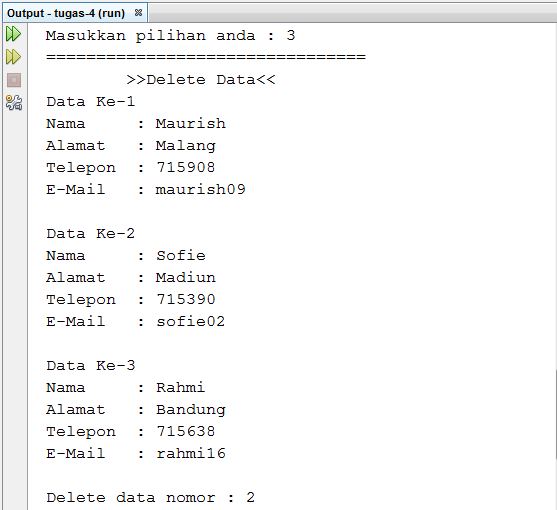 Output - tugas-4 (run)
Masukkan pilihan anda : 3
================================
>>Delete Data<<
Data Ke-1
Nama : Maurish
Alamat : Malang
Telepon : 715908
E-Mail : maurish09
Data Ke-2
Nama : Sofie
Alamat : Madiun
Telepon : 715390
E-Mail : sofie02
Data Ke-3
Nama : Rahmi
Alamat : Bandung
Telepon : 715638
E-Mail : rahmi16
Delete data nomor : 2